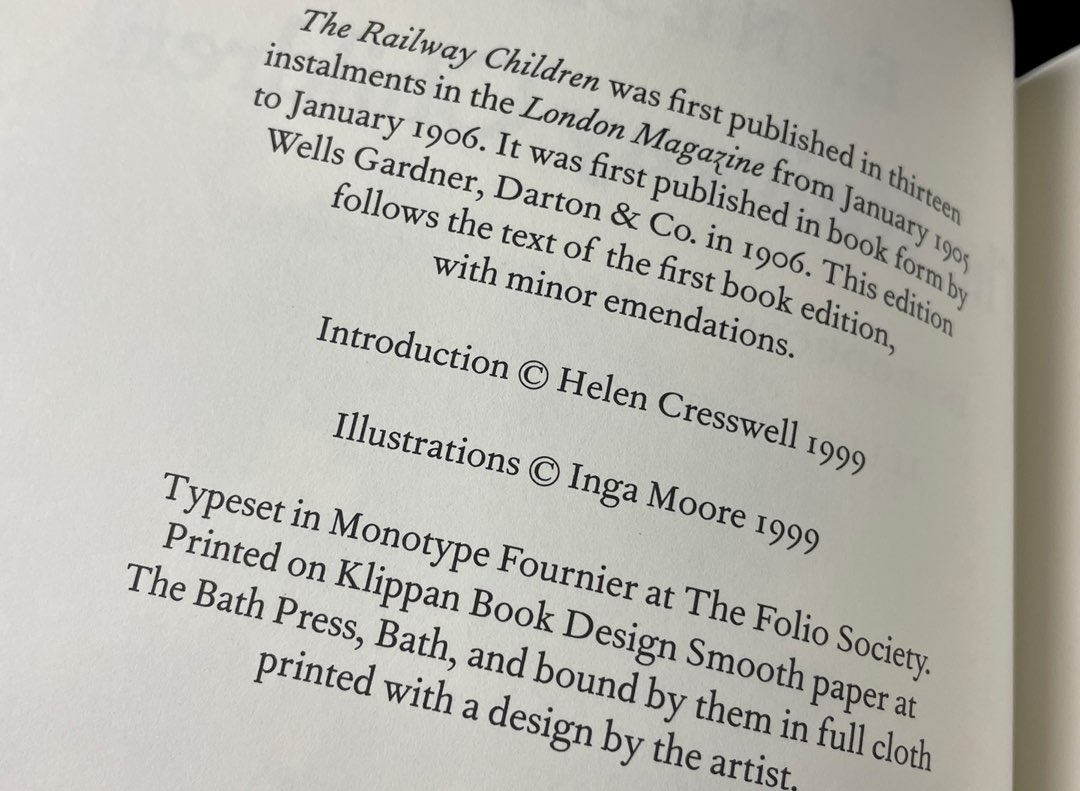 The Railway Children was first published in thirteen
instalments in the London Magazine from January 1905
to January 1906. It was first published in book form by
Wells Gardner, Darton & Co. in 1906. This edition
follows the text of the first book edition,
with minor emendations.
Introduction © Helen Cresswell 1999
Illustrations © Inga Moore 1999
Typeset in Monotype Fournier at The Folio Society.
Printed on Klippan Book Design Smooth paper at
The Bath Press, Bath, and bound by them in full cloth
printed with a design by the artist.